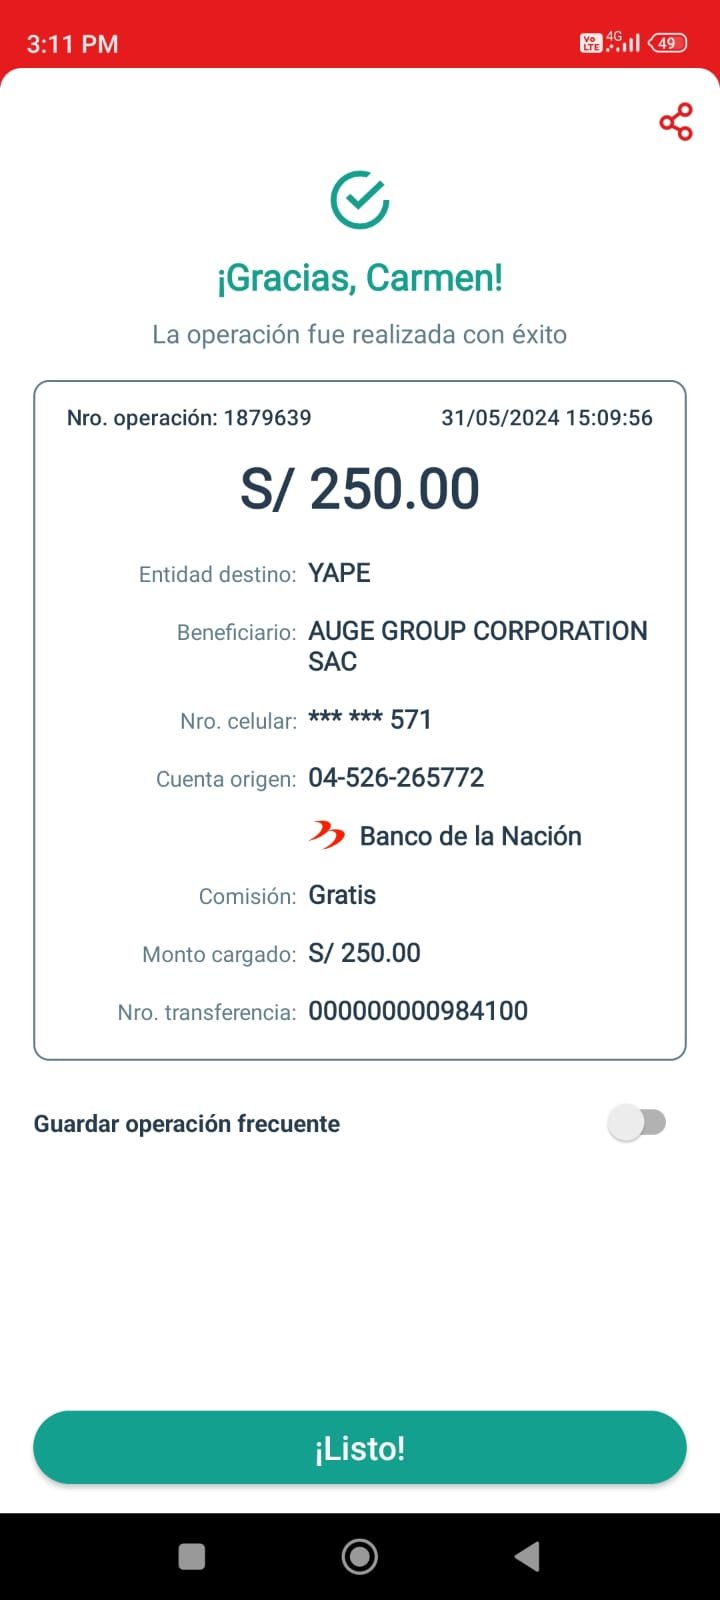 3:11 PM
Vo LTE 4G 49
¡Gracias, Carmen!
La operación fue realizada con éxito
Nro. operación: 1879639 31/05/2024 15:09:56
S/ 250.00
Entidad destino: YAPE
Beneficiario: AUGE GROUP CORPORATION
SAC
Nro. celular: *** *** 571
Cuenta origen: 04-526-265772
Banco de la Nación
Comisión: Gratis
Monto cargado: S/ 250.00
Nro. transferencia: 000000000984100
Guardar operación frecuente
¡Listo!